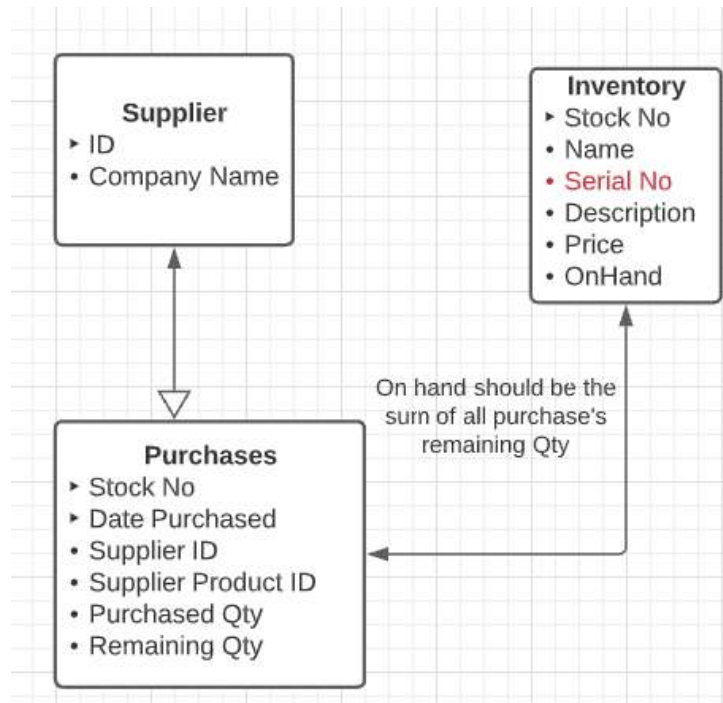 Supplier
ID
Company Name
Inventory
Stock No
Name
Serial No
Description
Price
OnHand
On hand should be the
sum of all purchase's
remaining Qty
Purchases
Stock No
Date Purchased
Supplier ID
Supplier Product ID
Purchased Qty
Remaining Qty